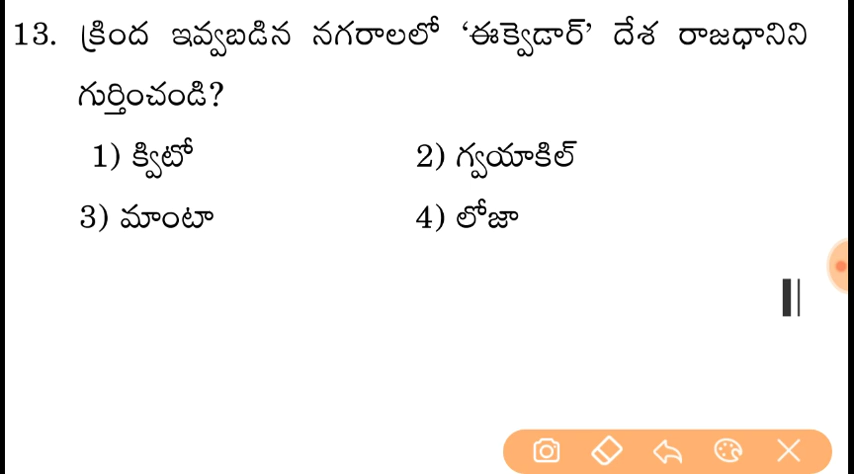 13. క్రింద ఇవ్వబడిన నగరాలలో ‘ఈక్వెడార్’ దేశ రాజధానిని
గుర్తించండి?
1) క్విటో 2) గ్వయాకిల్
3) మాంటా 4) లోజా